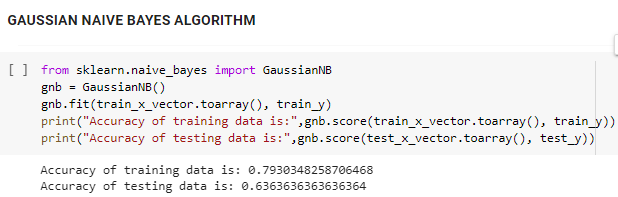 GAUSSIAN NAIVE BAYES ALGORITHM
[ ] from sklearn.naive_bayes import GaussianNB
gnb = GaussianNB()
gnb.fit(train_x_vector.toarray(), train_y)
print("Accuracy of training data is:",gnb.score(train_x_vector.toarray(), train_y))
print("Accuracy of testing data is:",gnb.score(test_x_vector.toarray(), test_y))
Accuracy of training data is: 0.7930348258706468
Accuracy of testing data is: 0.6363636363636364